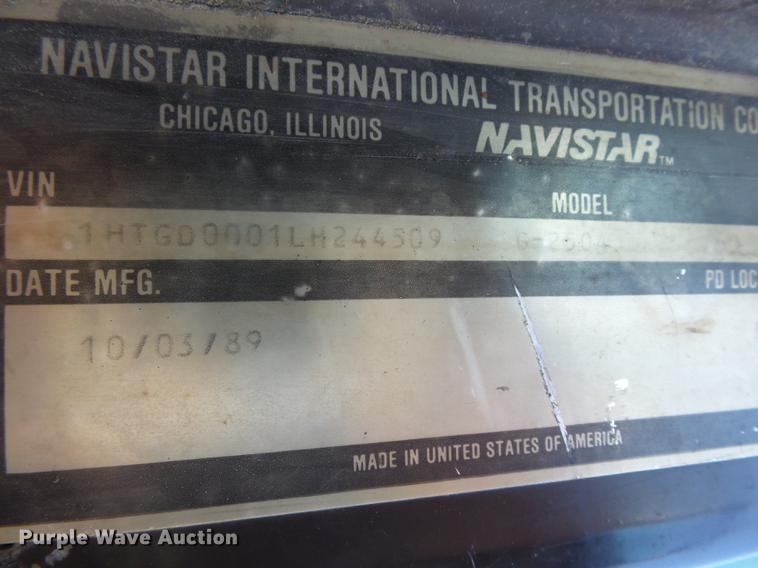 NAVISTAR INTERNATIONAL TRANSPORTATION CO
CHICAGO, ILLINOIS NAVISTAR™
VIN MODEL
1HTGD0001LH244509
DATE MFG. PD LOC
10/03/89
MADE IN UNITED STATES OF AMERICA
Purple Wave Auction